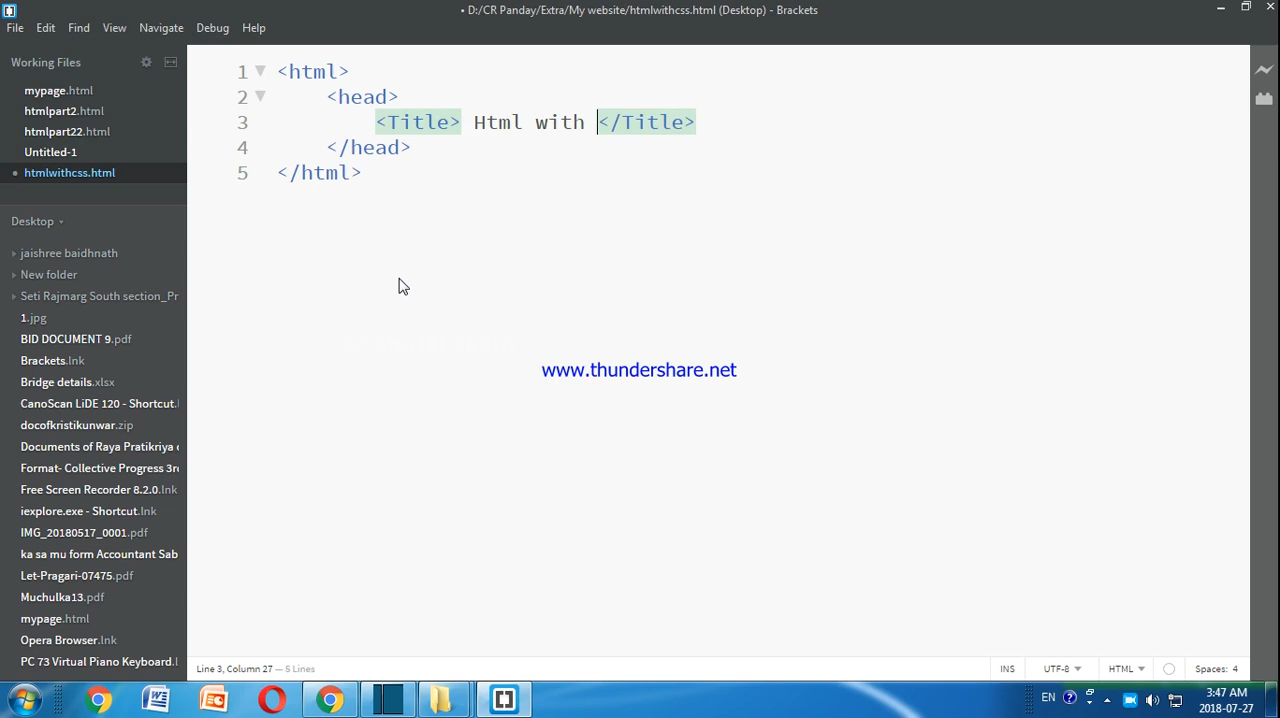 • D:/CR Panday/Extra/My website/htmlwithcss.html (Desktop) - Brackets
File Edit Find View Navigate Debug Help
Working Files
mypage.html
htmlpart2.html
htmlpart22.html
Untitled-1
htmlwithcss.html
Desktop
jaishree baidhnath
New folder
Seti Rajmarg South section_Pr
1.jpg
BID DOCUMENT 9.pdf
Brackets.lnk
Bridge details.xlsx
CanoScan LiDE 120 - Shortcut.l
docofkristikunwar.zip
Documents of Raya Pratikriya
Format- Collective Progress 3r
Free Screen Recorder 8.2.0.lnk
iexplore.exe - Shortcut.lnk
IMG_20180517_0001.pdf
ka sa mu form Accountant Sab
Let-Pragari-07475.pdf
Muchulka13.pdf
mypage.html
Opera Browser.lnk
PC 73 Virtual Piano Keyboard.l
1 <html>
2 <head>
3 <Title> Html with </Title>
4 </head>
5 </html>
www.thundershare.net
Line 3, Column 27 — 5 Lines
INS UTF-8 HTML Spaces: 4
EN
3:47 AM
2018-07-27